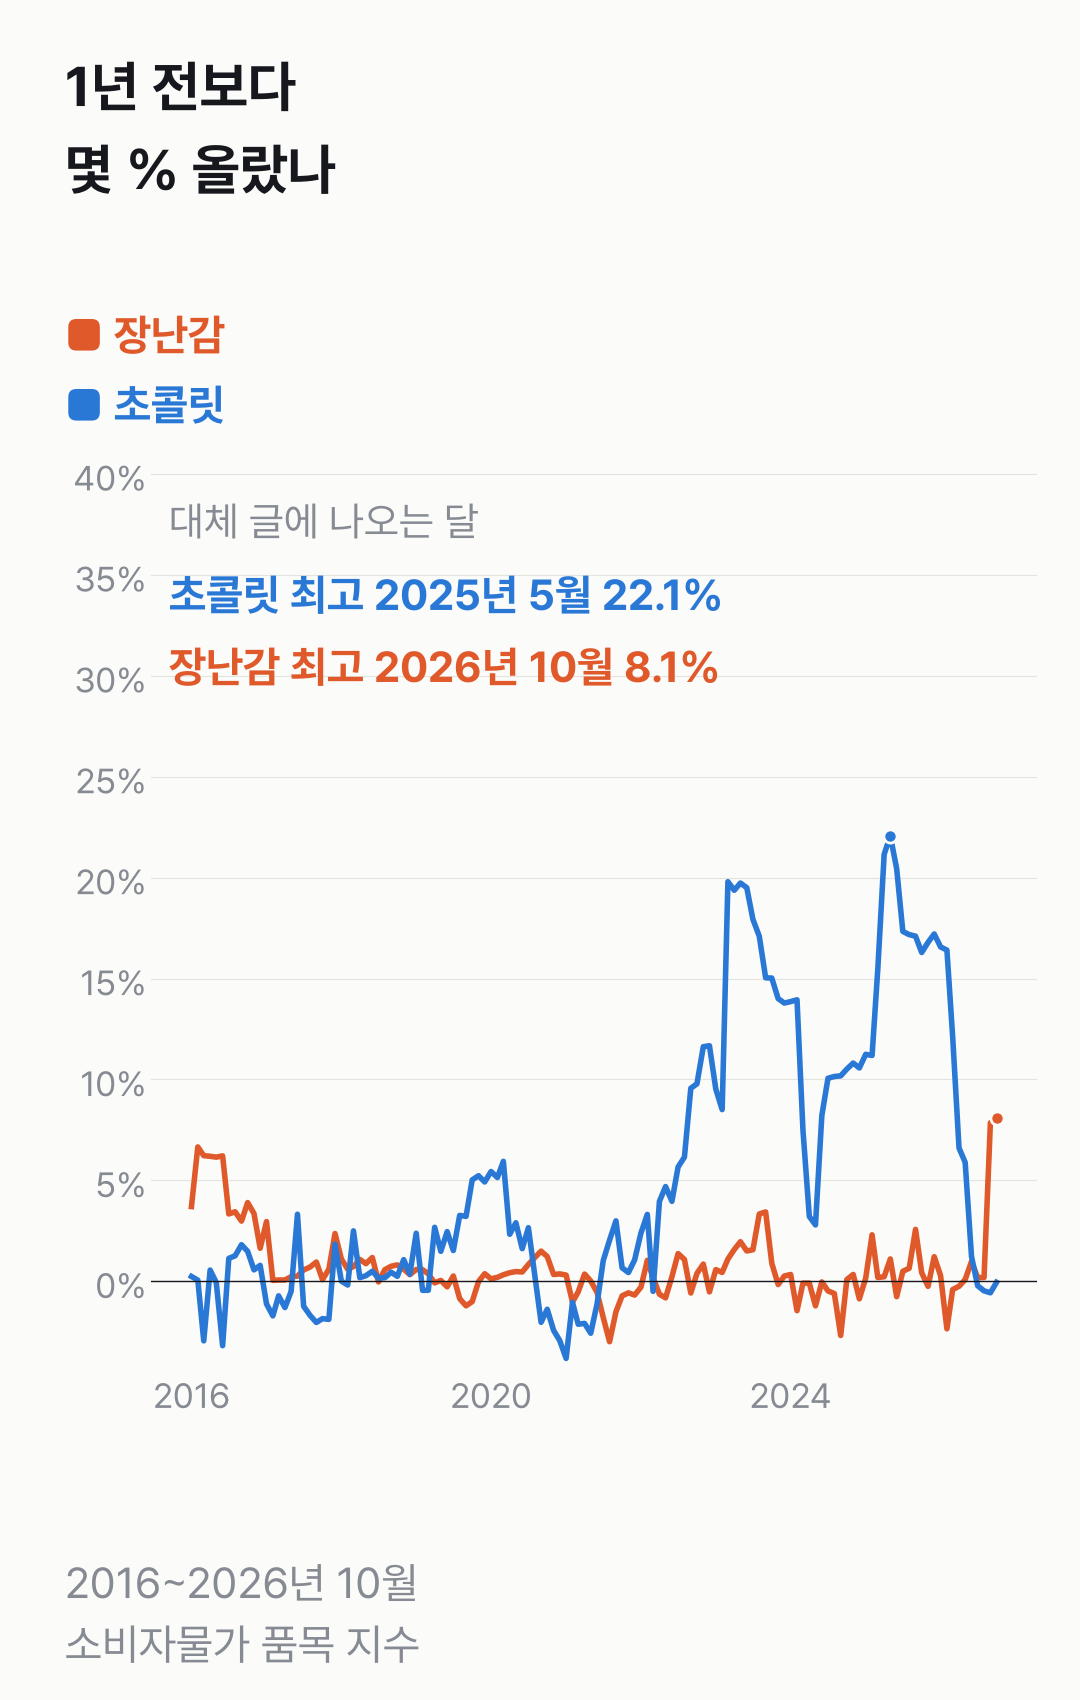 1년 전보다
몇 % 올랐나
장난감
초콜릿
40%
대체 글에 나오는 달
35%
초콜릿 최고 2025년 5월 22.1%
장난감 최고 2026년 10월 8.1%
30%
25%
20%
15%
10%
5%
0%
2016 2020 2024
2016~2026년 10월
소비자물가 품목 지수